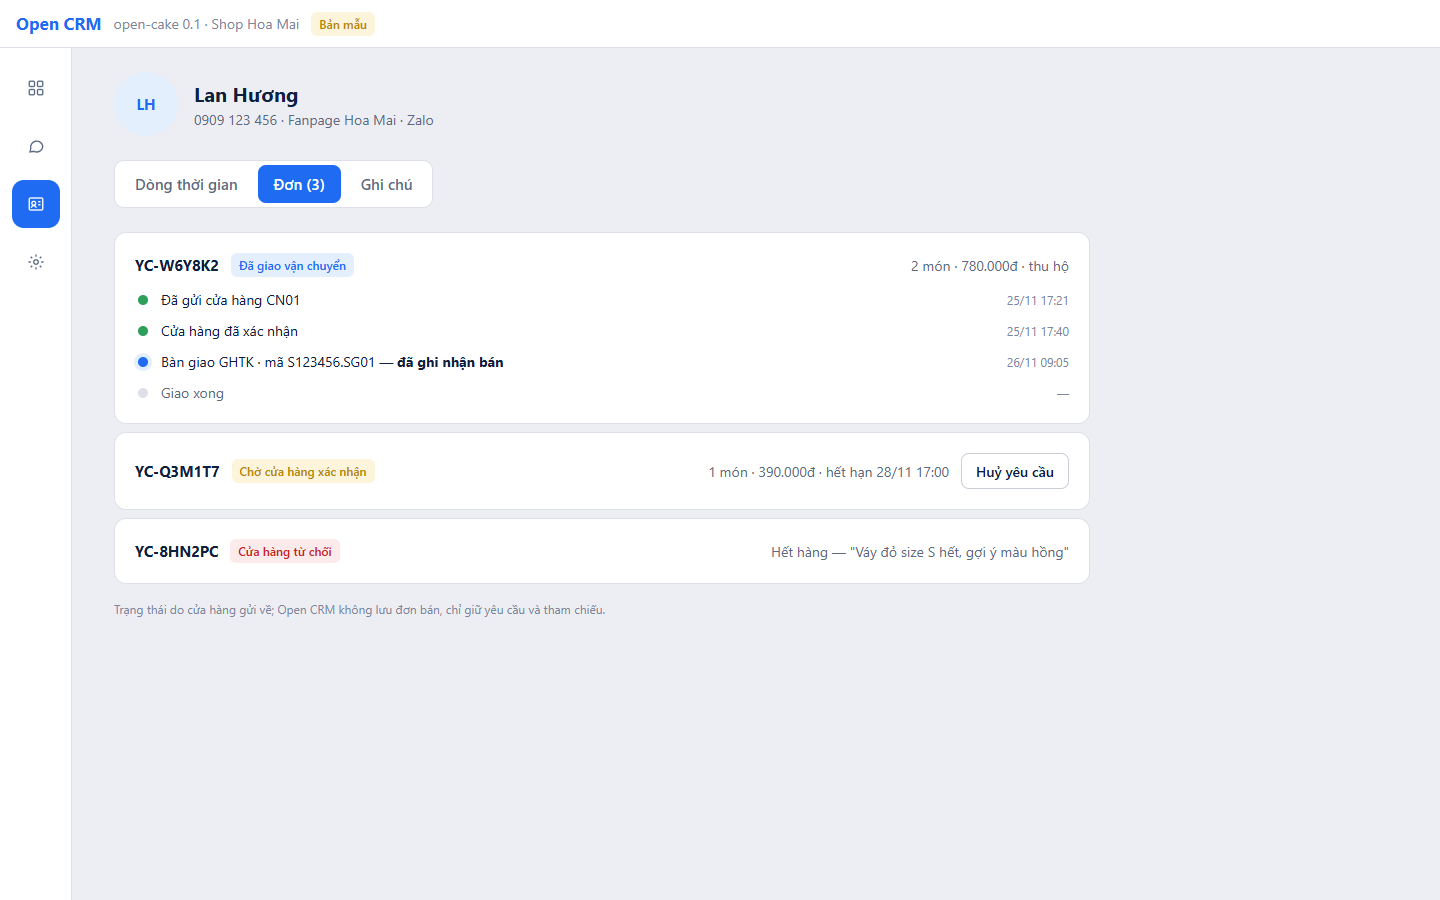 Open CRM open-cake 0.1 · Shop Hoa Mai Bản mẫu
LH
Lan Hương
0909 123 456 · Fanpage Hoa Mai · Zalo
Dòng thời gian Đơn (3) Ghi chú
YC-W6Y8K2 Đã giao vận chuyển 2 món · 780.000đ · thu hộ
Đã gửi cửa hàng CN01 25/11 17:21
Cửa hàng đã xác nhận 25/11 17:40
Bàn giao GHTK · mã S123456.SG01 — đã ghi nhận bán 26/11 09:05
Giao xong —
YC-Q3M1T7 Chờ cửa hàng xác nhận 1 món · 390.000đ · hết hạn 28/11 17:00 Huỷ yêu cầu
YC-8HN2PC Cửa hàng từ chối Hết hàng — "Váy đỏ size S hết, gợi ý màu hồng"
Trạng thái do cửa hàng gửi về; Open CRM không lưu đơn bán, chỉ giữ yêu cầu và tham chiếu.